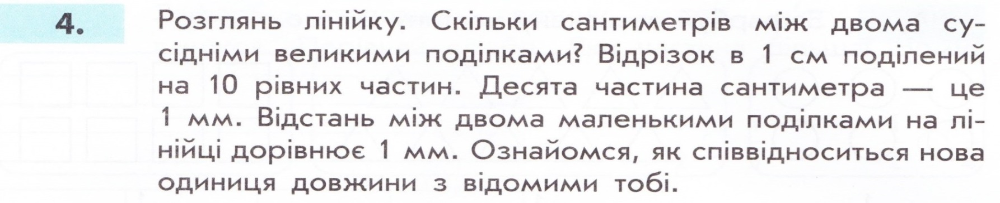 4. Розглянь лінійку. Скільки сантиметрів між двома су-
сідніми великими поділками? Відрізок в 1 см поділений
на 10 рівних частин. Десята частина сантиметра — це
1 мм. Відстань між двома маленькими поділками на лі-
нійці дорівнює 1 мм. Ознайомся, як співвідноситься нова
одиниця довжини з відомими тобі.